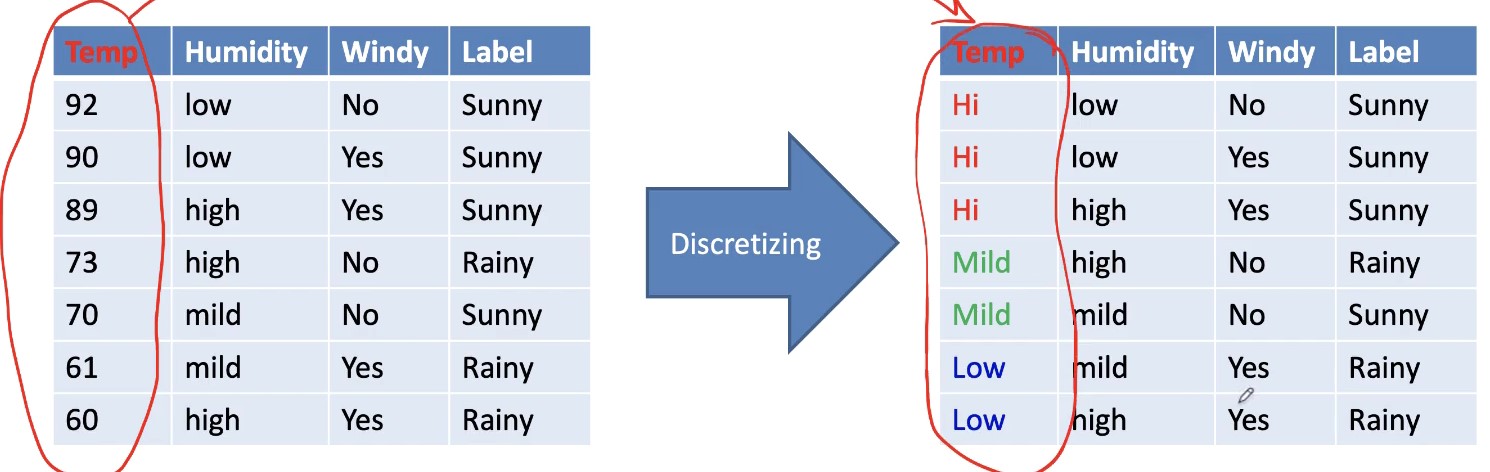 Temp Humidity Windy Label
92 low No Sunny
90 low Yes Sunny
89 high Yes Sunny
73 high No Rainy
70 mild No Sunny
61 mild Yes Rainy
60 high Yes Rainy
Discretizing
Temp Humidity Windy Label
Hi low No Sunny
Hi low Yes Sunny
Hi high Yes Sunny
Mild high No Rainy
Mild mild No Sunny
Low mild Yes Rainy
Low high Yes Rainy